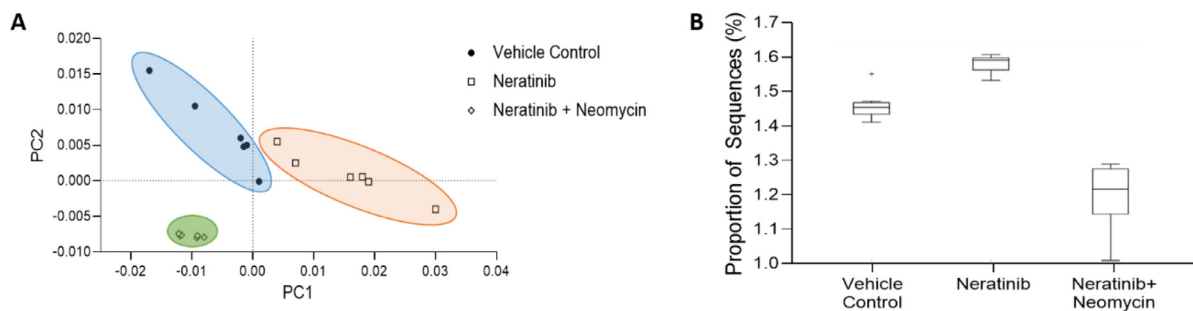 A
0.020
0.015
0.010
0.005
0.000
-0.005
-0.010
PC2
-0.02
-0.01
0.00
0.01
0.02
0.03
0.04
PC1
Vehicle Control
Neratinib
Neratinib + Neomycin
B
Proportion of Sequences (%)
1.7
1.6
1.5
1.4
1.3
1.2
1.1
1.0
Vehicle
Control
Neratinib
Neratinib+
Neomycin